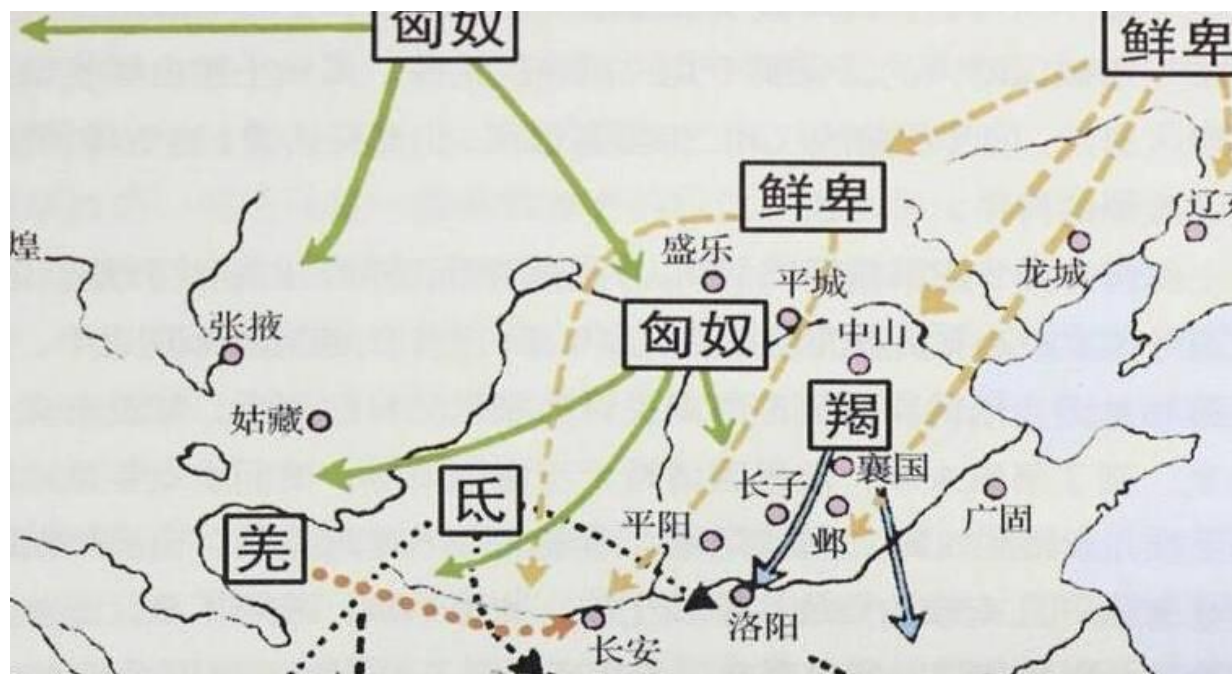 匈奴
鲜卑
鲜卑
辽
煌
盛乐
龙城
平城
张掖
匈奴
中山
姑藏
羯
襄国
氐
长子
广固
平阳
邺
羌
洛阳
长安